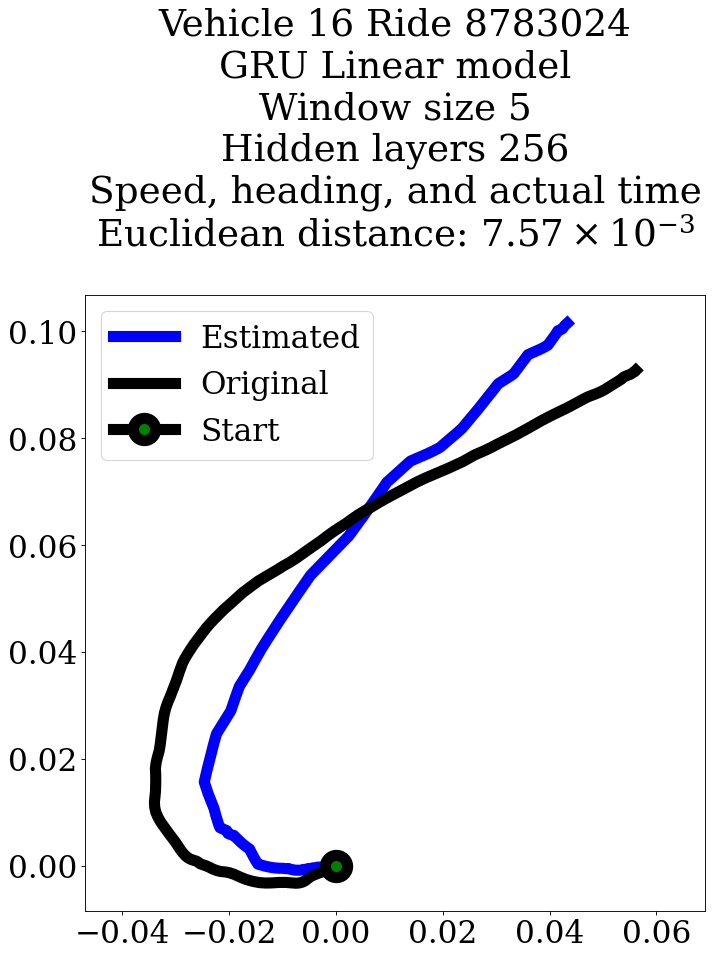 Vehicle 16 Ride 8783024
GRU Linear model
Window size 5
Hidden layers 256
Speed, heading, and actual time
Euclidean distance: 7.57 × 10⁻³
Estimated
Original
Start
0.10
0.08
0.06
0.04
0.02
0.00
−0.04 −0.02 0.00 0.02 0.04 0.06